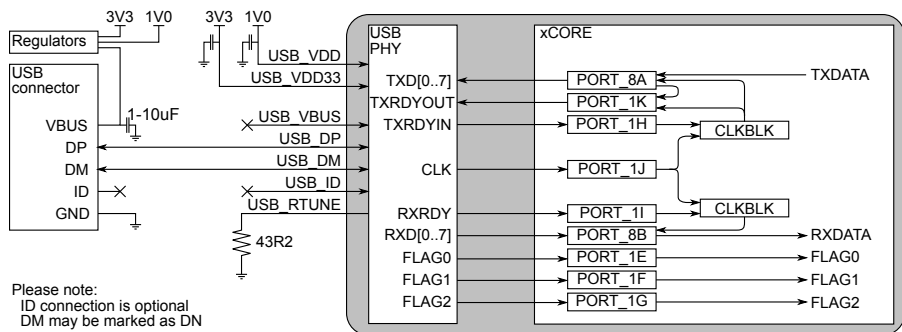 3V3 1V0 3V3 1V0
Regulators
USB
connector
VBUS
DP
DM
ID
GND
1-10uF
USB_VDD
USB_VDD33
USB_VBUS
USB_DP
USB_DM
USB_ID
USB_RTUNE
43R2
USB
PHY
TXD[0..7]
TXRDYOUT
TXRDYIN
CLK
RXRDY
RXD[0..7]
FLAG0
FLAG1
FLAG2
xCORE
PORT_8A
PORT_1K
PORT_1H
PORT_1J
PORT_1I
PORT_8B
PORT_1E
PORT_1F
PORT_1G
CLKBLK
CLKBLK
TXDATA
RXDATA
FLAG0
FLAG1
FLAG2
Please note:
ID connection is optional
DM may be marked as DN